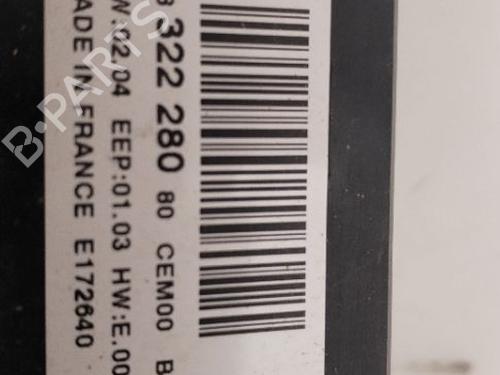 322 280 80 CEM00 B
W:02.04 EEP:01.03 HW:E.00
ADE IN FRANCE E172640
B-PARTS